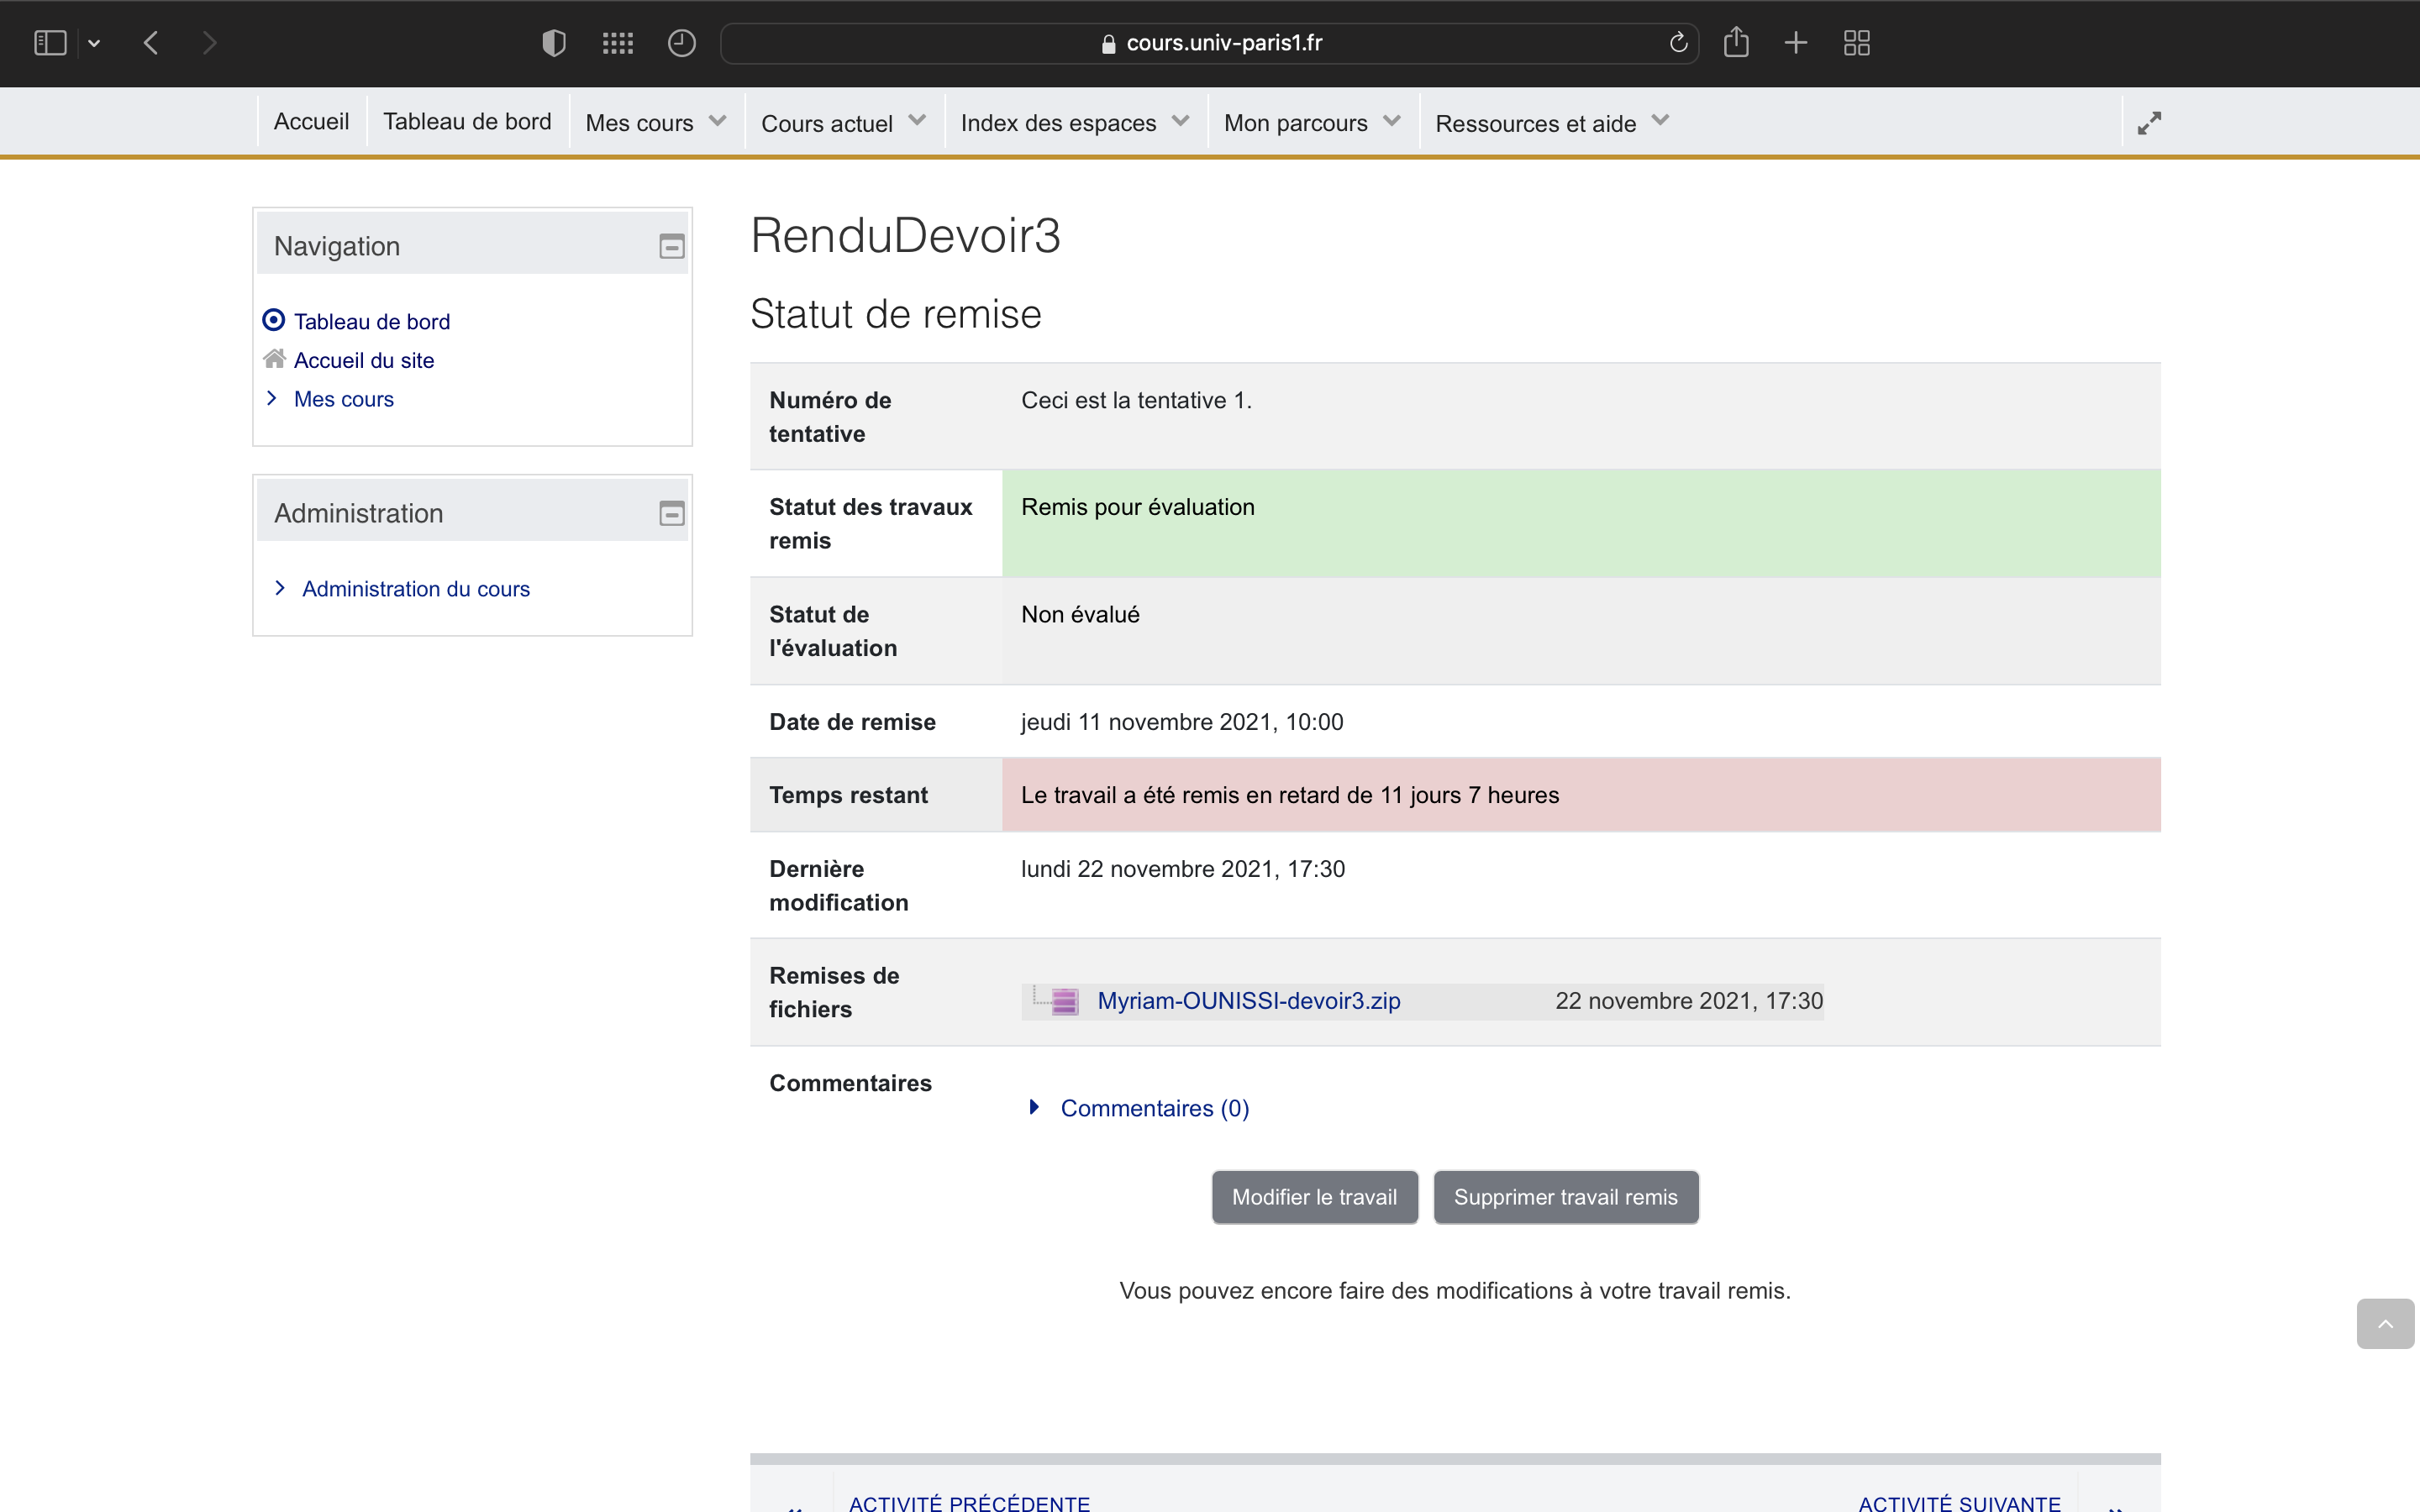 cours.univ-paris1.fr
Accueil
Tableau de bord
Mes cours
Cours actuel
Index des espaces
Mon parcours
Ressources et aide
Navigation
Tableau de bord
Accueil du site
Mes cours
Administration
Administration du cours
RenduDevoir3
Statut de remise
Numéro de
tentative
Ceci est la tentative 1.
Statut des travaux
remis
Remis pour évaluation
Statut de
l'évaluation
Non évalué
Date de remise
jeudi 11 novembre 2021, 10:00
Temps restant
Le travail a été remis en retard de 11 jours 7 heures
Dernière
modification
lundi 22 novembre 2021, 17:30
Remises de
fichiers
Myriam-OUNISSI-devoir3.zip
22 novembre 2021, 17:30
Commentaires
Commentaires (0)
Modifier le travail
Supprimer travail remis
Vous pouvez encore faire des modifications à votre travail remis.
ACTIVITÉ PRÉCÉDENTE
ACTIVITÉ SUIVANTE